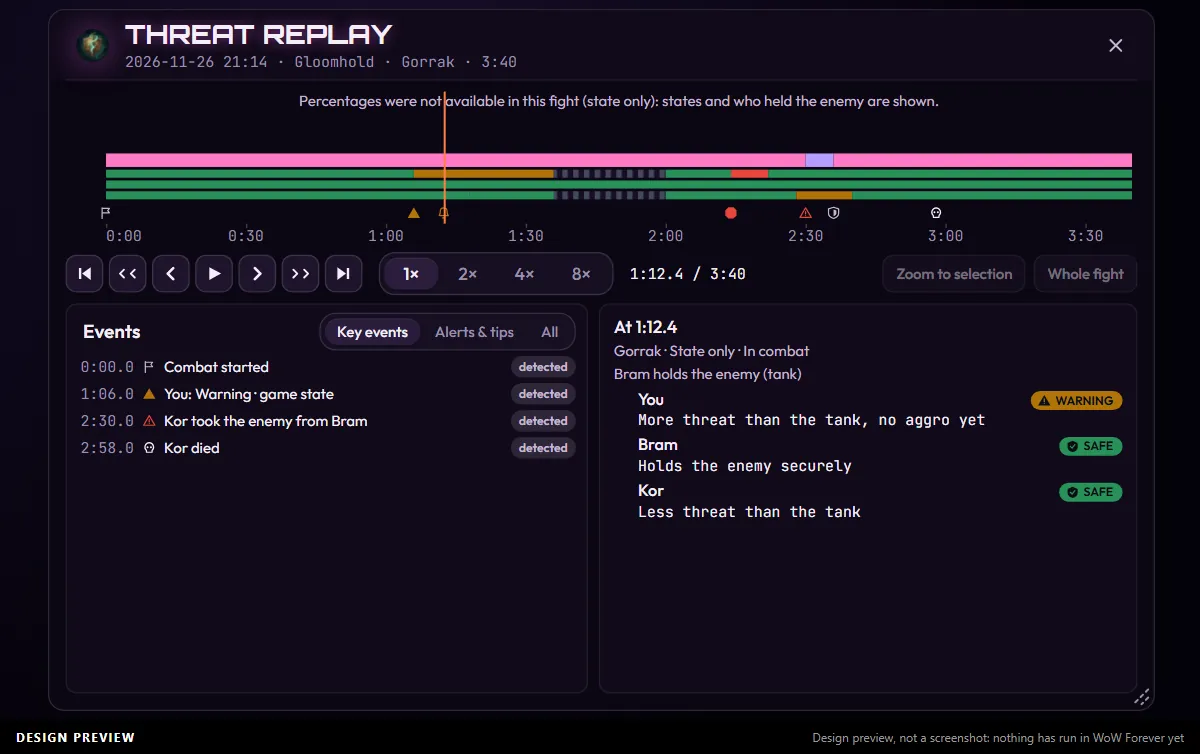 THREAT REPLAY
2026-11-26 21:14 · Gloomhold · Gorrak · 3:40
Percentages were not available in this fight (state only): states and who held the enemy are shown.
0:00 0:30 1:00 1:30 2:00 2:30 3:00 3:30
1× 2× 4× 8× 1:12.4 / 3:40 Zoom to selection Whole fight
Events Key events Alerts & tips All
0:00.0 Combat started detected
1:06.0 You: Warning · game state detected
2:30.0 Kor took the enemy from Bram detected
2:58.0 Kor died detected
At 1:12.4
Gorrak · State only · In combat
Bram holds the enemy (tank)
You WARNING
More threat than the tank, no aggro yet
Bram SAFE
Holds the enemy securely
Kor SAFE
Less threat than the tank
DESIGN PREVIEW
Design preview, not a screenshot: nothing has run in WoW Forever yet